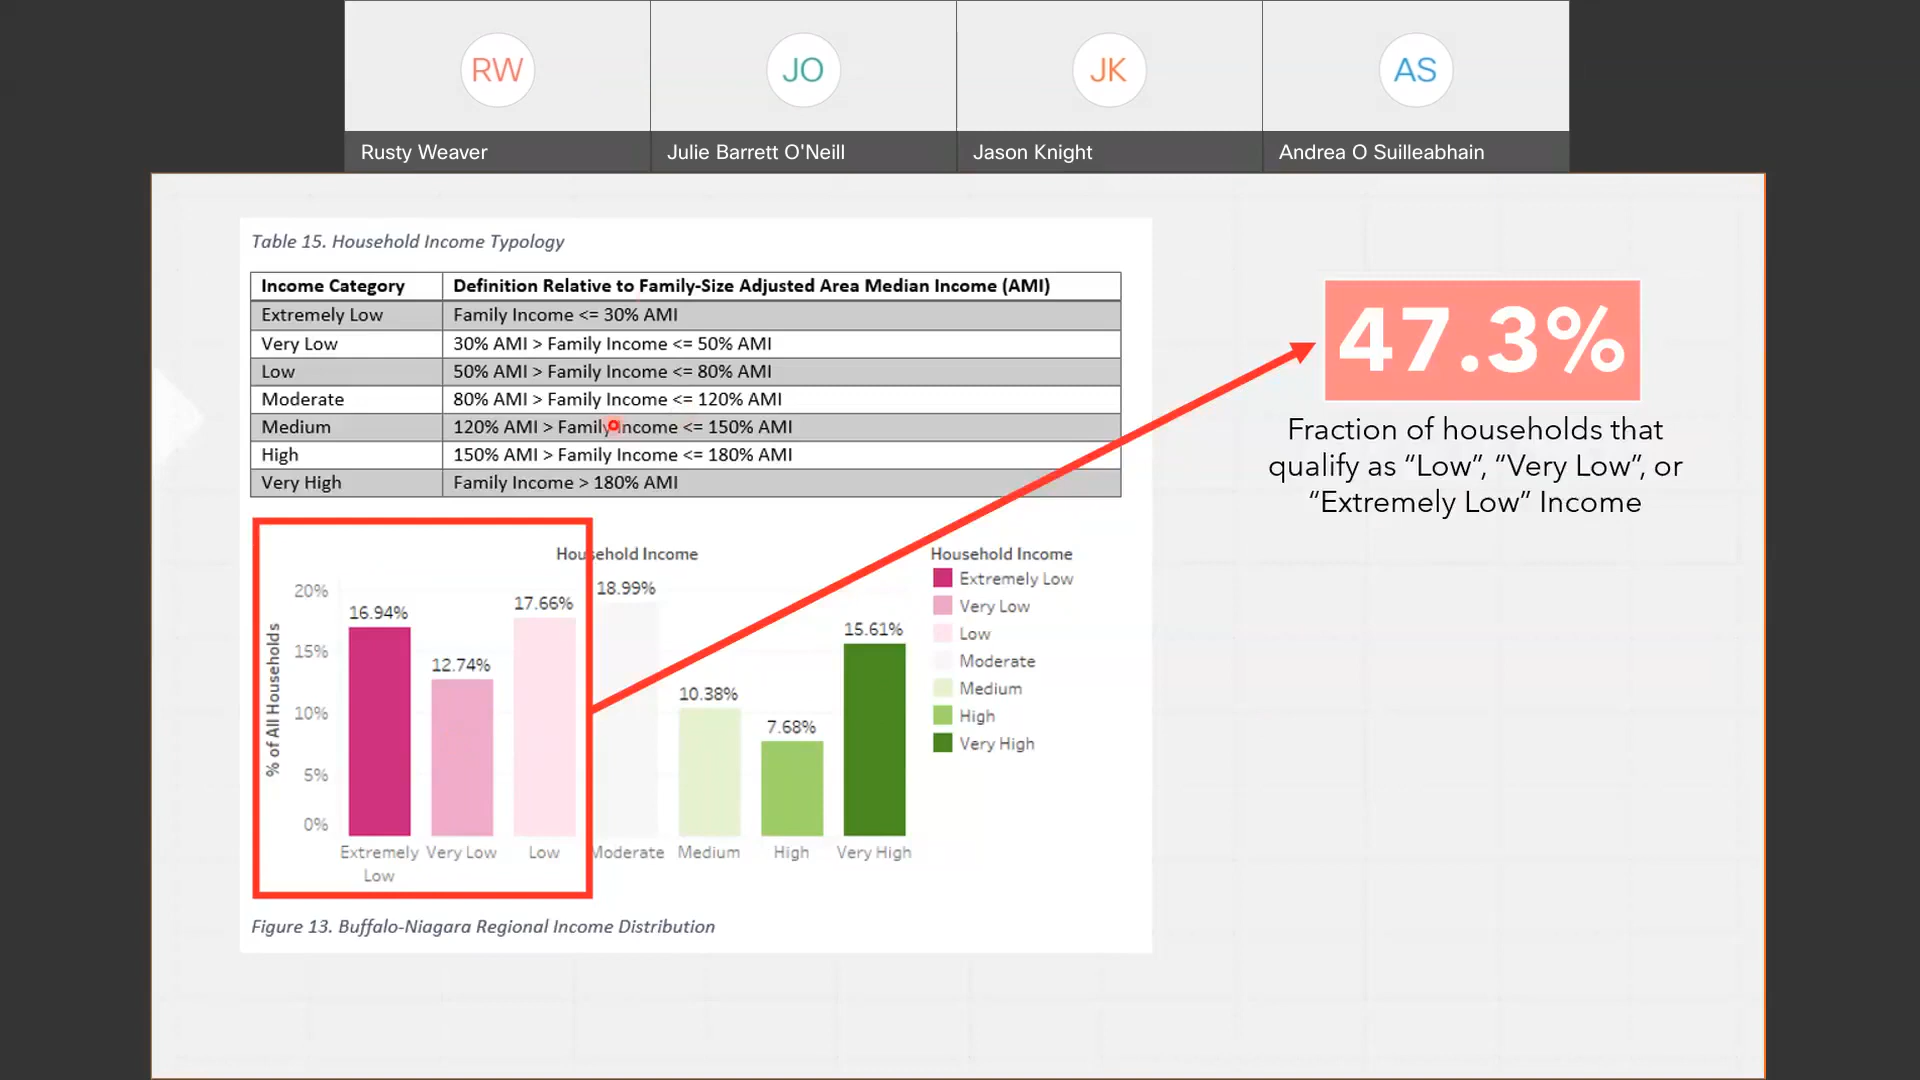 RW
JO
JK
AS
Rusty Weaver
Julie Barrett O'Neill
Jason Knight
Andrea O Suilleabhain
Table 15. Household Income Typology
Income Category Definition Relative to Family-Size Adjusted Area Median Income (AMI)
Extremely Low Family Income <= 30% AMI
Very Low 30% AMI > Family Income <= 50% AMI
Low 50% AMI > Family Income <= 80% AMI
Moderate 80% AMI > Family Income <= 120% AMI
Medium 120% AMI > Family Income <= 150% AMI
High 150% AMI > Family Income <= 180% AMI
Very High Family Income > 180% AMI
47.3%
Fraction of households that
qualify as “Low”, “Very Low”, or
“Extremely Low” Income
Household Income
% of All Households
20%
15%
10%
5%
0%
16.94%
12.74%
17.66%
18.99%
10.38%
7.68%
15.61%
Extremely
Low
Very Low
Low
Moderate
Medium
High
Very High
Household Income
Extremely Low
Very Low
Low
Moderate
Medium
High
Very High
Figure 13. Buffalo-Niagara Regional Income Distribution